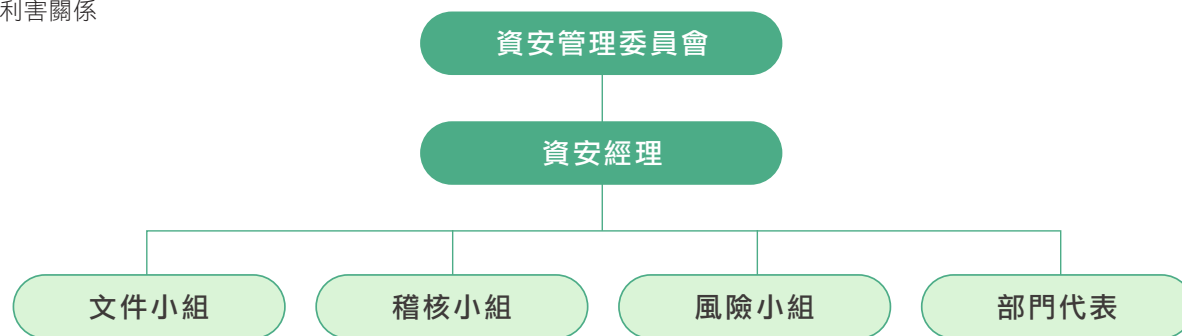 利害關係
資安管理委員會
資安經理
文件小組
稽核小組
風險小組
部門代表